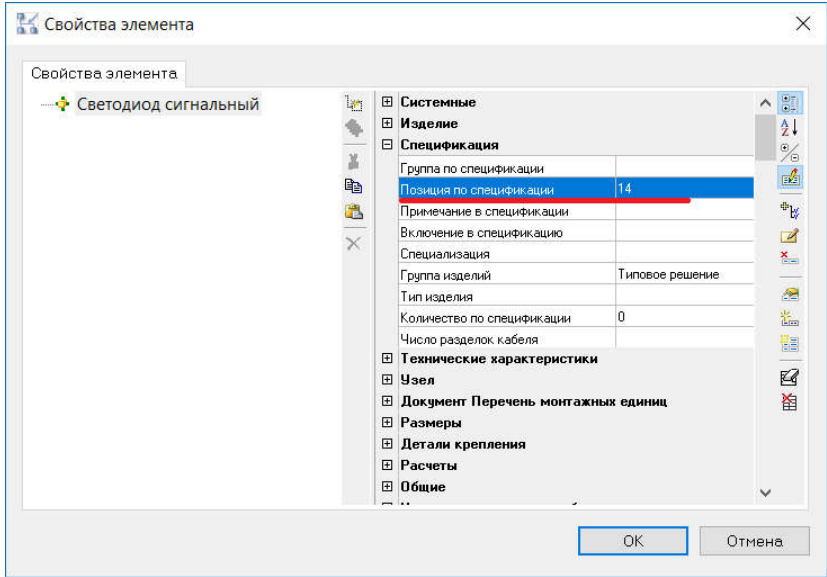 Свойства элемента
Свойства элемента
Светодиод сигнальный
Системные
Изделие
Спецификация
Группа по спецификации
Позиция по спецификации 14
Примечание в спецификации
Включение в спецификацию
Специализация
Группа изделий Типовое решение
Тип изделия
Количество по спецификации 0
Число разделок кабеля
Технические характеристики
Узел
Документ Перечень монтажных единиц
Размеры
Детали крепления
Расчеты
Общие
ОК Отмена